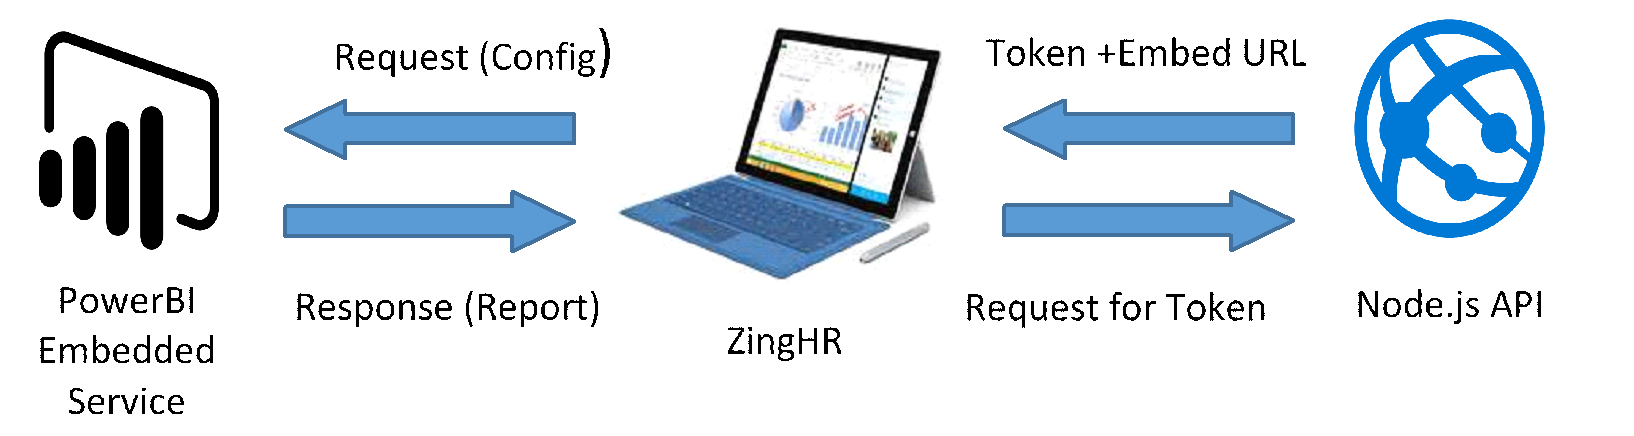 Request (Config)
Token +Embed URL
PowerBI
Embedded
Service
Response (Report)
ZingHR
Request for Token
Node.js API